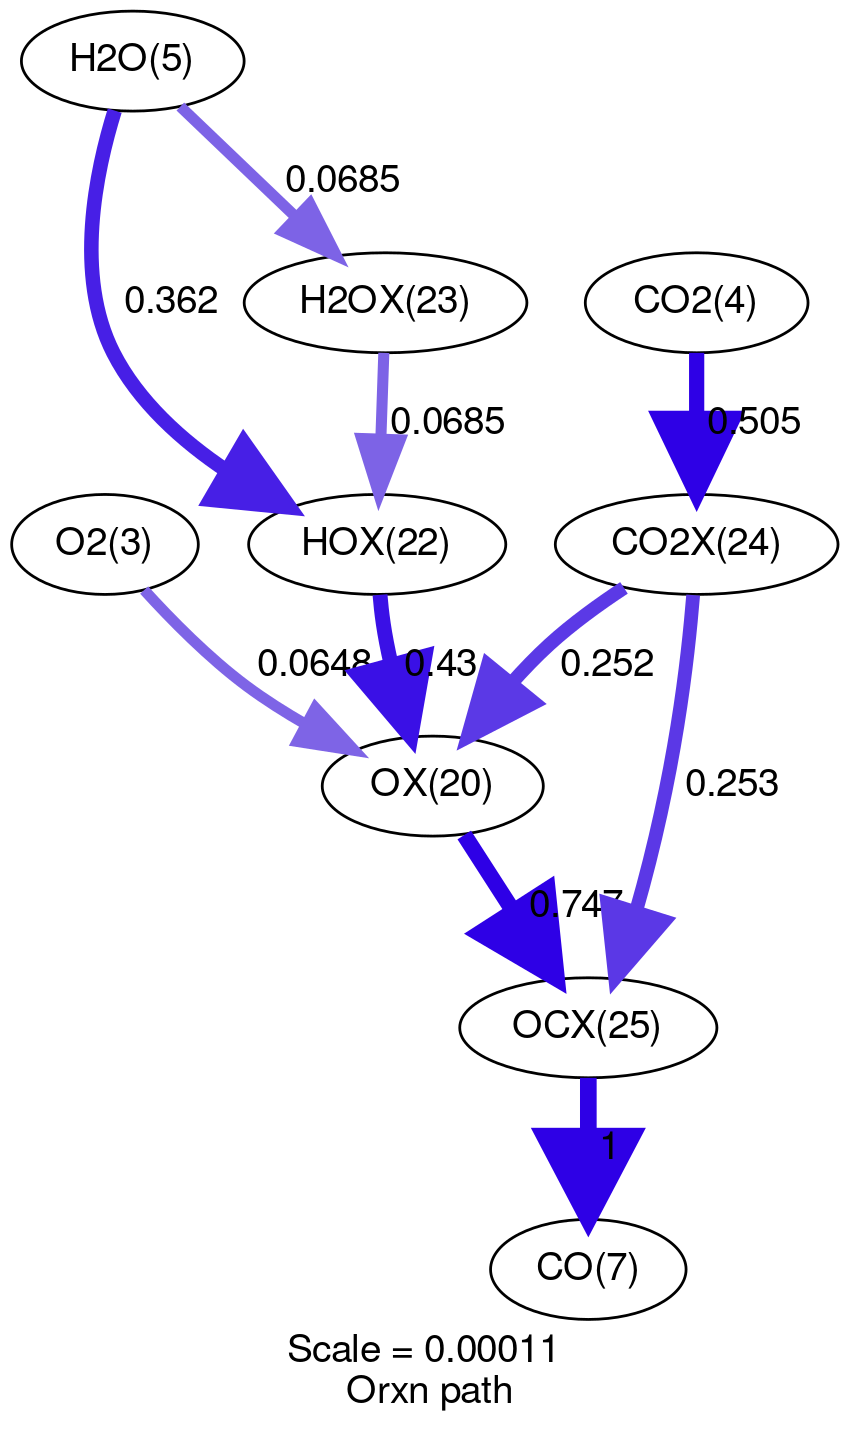 H2O(5)
0.0685
0.362
H2OX(23)
CO2(4)
0.0685
0.505
O2(3)
HOX(22)
CO2X(24)
0.0648
0.43
0.252
OX(20)
0.253
0.747
OCX(25)
1
CO(7)
Scale = 0.00011
Orxn path